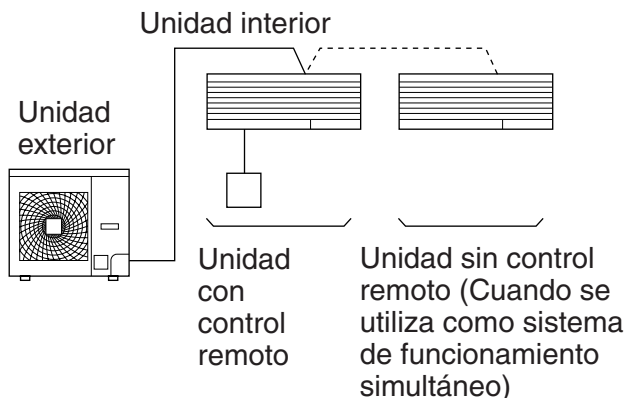 Unidad interior
Unidad
exterior
Unidad
con
control
remoto
Unidad sin control
remoto (Cuando se
utiliza como sistema
de funcionamiento
simultáneo)